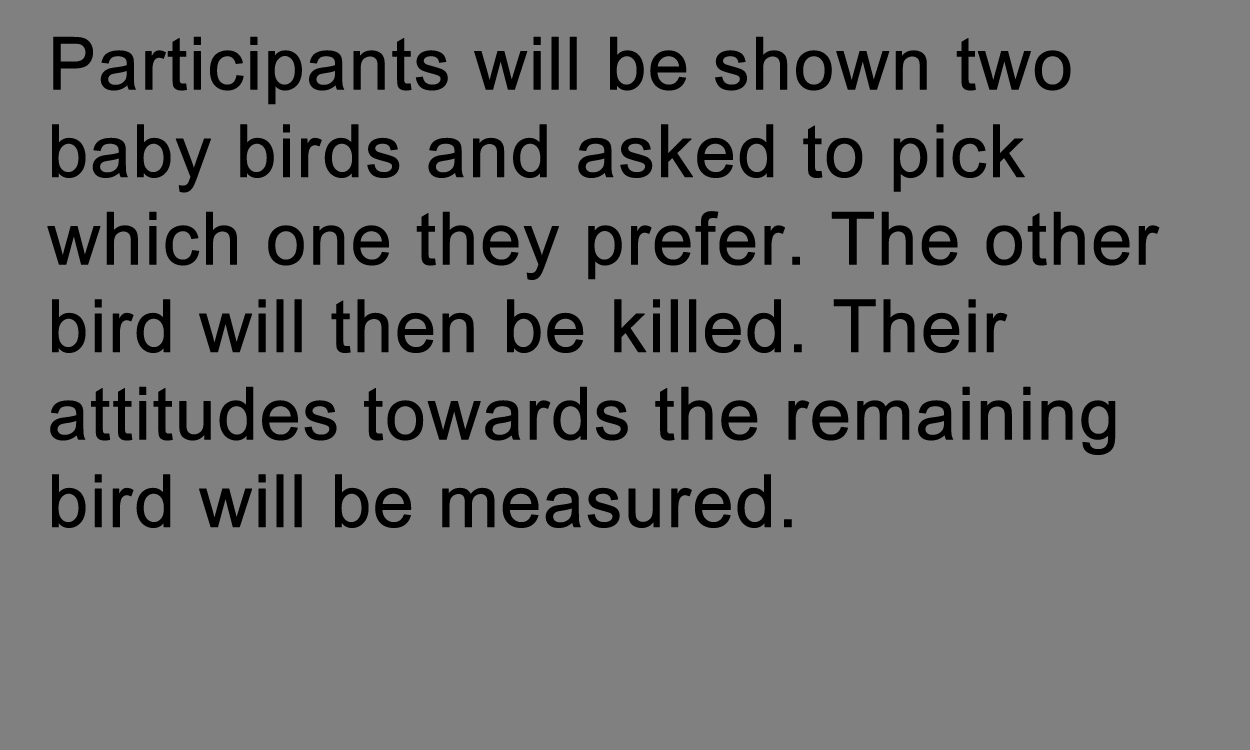 Participants will be shown two
baby birds and asked to pick
which one they prefer. The other
bird will then be killed. Their
attitudes towards the remaining
bird will be measured.